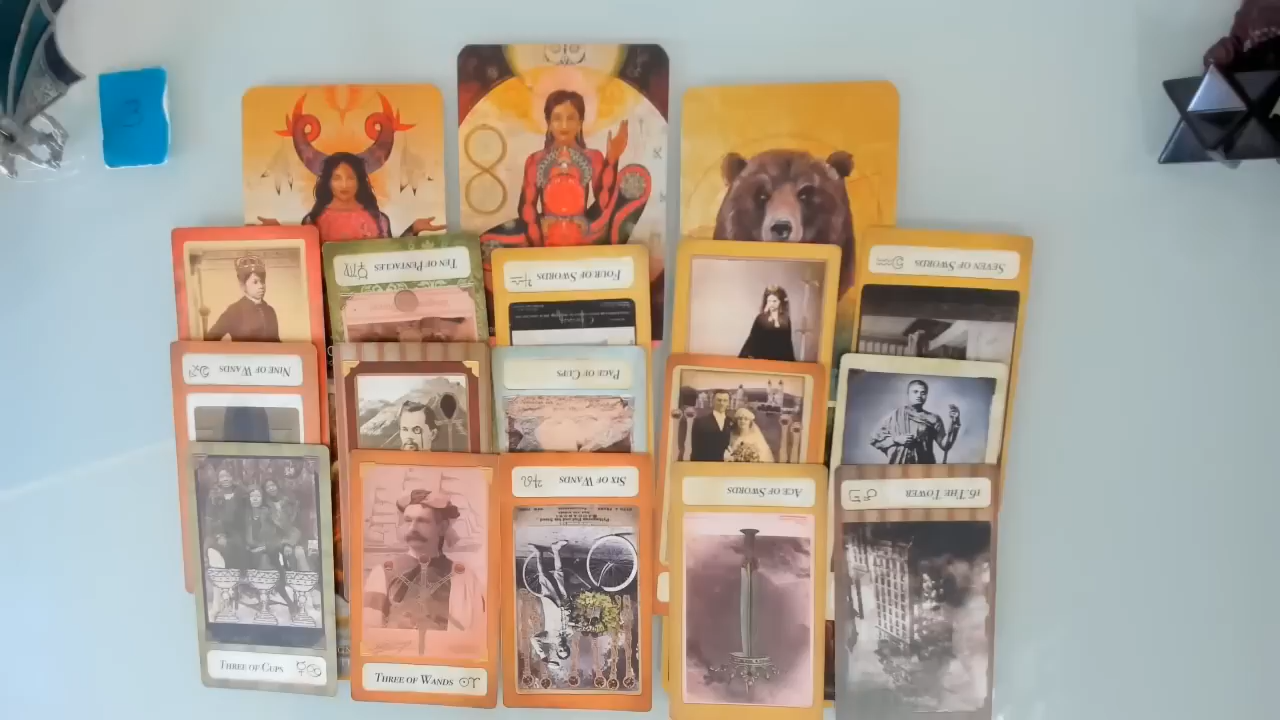 3
TEN OF PENTACLES
FOUR OF SWORDS
SEVEN OF SWORDS
NINE OF WANDS
PAGE OF CUPS
SIX OF WANDS
ACE OF SWORDS
16. THE TOWER
THREE OF CUPS
THREE OF WANDS